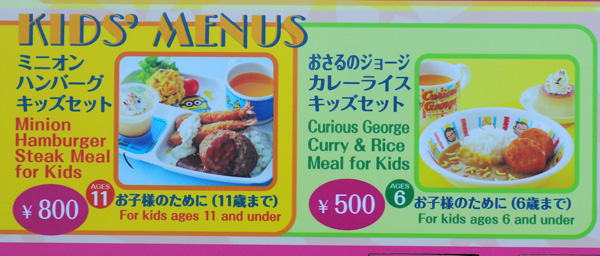 KIDS' MENUS
ミニオン
ハンバーグ
キッズセット
Minion
Hamburger
Steak Meal
for Kids
¥ 800
AGES
11
お子様のために (11歳まで)
For kids ages 11 and under
おさるのジョージ
カレーライス
キッズセット
Curious George
Curry & Rice
Meal for Kids
¥ 500
AGES
6
お子様のために (6歳まで)
For kids ages 6 and under
Curious
George